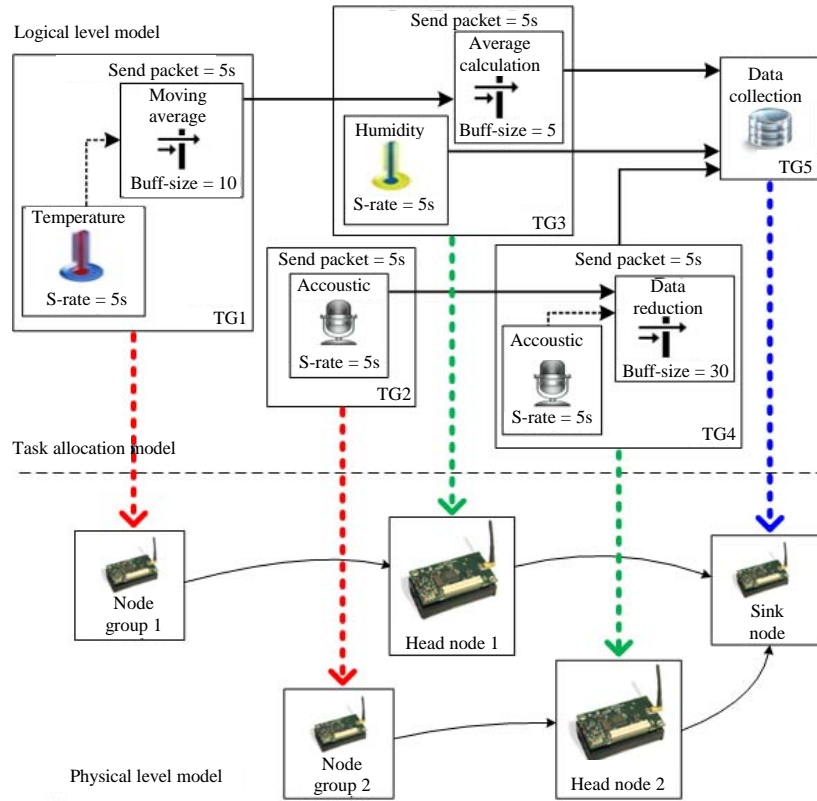 Logical level model
Send packet = 5s
Moving
average
Buff-size = 10
Temperature
S-rate = 5s
TG1
Send packet = 5s
Average
calculation
Buff-size = 5
Humidity
S-rate = 5s
TG3
Data
collection
TG5
Send packet = 5s
Accoustic
S-rate = 5s
TG2
Send packet = 5s
Data
reduction
Buff-size = 30
Accoustic
S-rate = 5s
TG4
Task allocation model
Node
group 1
Head node 1
Sink
node
Node
group 2
Head node 2
Physical level model